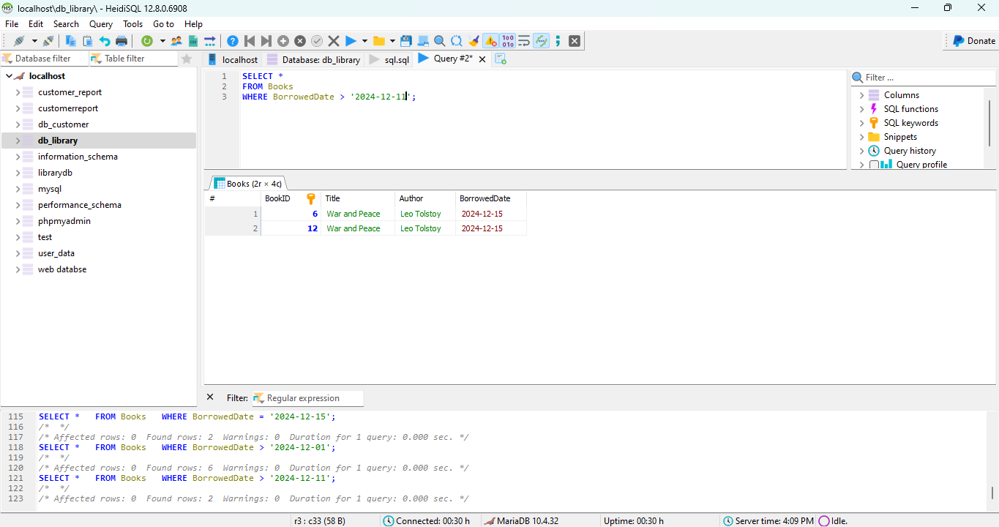 localhost\db_library\ - HeidiSQL 12.8.0.6908
File Edit Search Query Tools Go to Help
Donate
Database filter Table filter
localhost Database: db_library sql.sql Query #2*
localhost
customer_report
customerreport
db_customer
db_library
information_schema
librarydb
mysql
performance_schema
phpmyadmin
test
user_data
web databse
1 SELECT *
2 FROM Books
3 WHERE BorrowedDate > '2024-12-11';
Filter ...
Columns
SQL functions
SQL keywords
Snippets
Query history
Query profile
Books (2r × 4c)
# BookID Title Author BorrowedDate
1 6 War and Peace Leo Tolstoy 2024-12-15
2 12 War and Peace Leo Tolstoy 2024-12-15
Filter: Regular expression
115 SELECT * FROM Books WHERE BorrowedDate = '2024-12-15';
116 /* */
117 /* Affected rows: 0 Found rows: 2 Warnings: 0 Duration for 1 query: 0.000 sec. */
118 SELECT * FROM Books WHERE BorrowedDate > '2024-12-01';
119 /* */
120 /* Affected rows: 0 Found rows: 6 Warnings: 0 Duration for 1 query: 0.000 sec. */
121 SELECT * FROM Books WHERE BorrowedDate > '2024-12-11';
122 /* */
123 /* Affected rows: 0 Found rows: 2 Warnings: 0 Duration for 1 query: 0.000 sec. */
r3 : c33 (58 B) Connected: 00:30 h MariaDB 10.4.32 Uptime: 00:30 h Server time: 4:09 PM Idle.